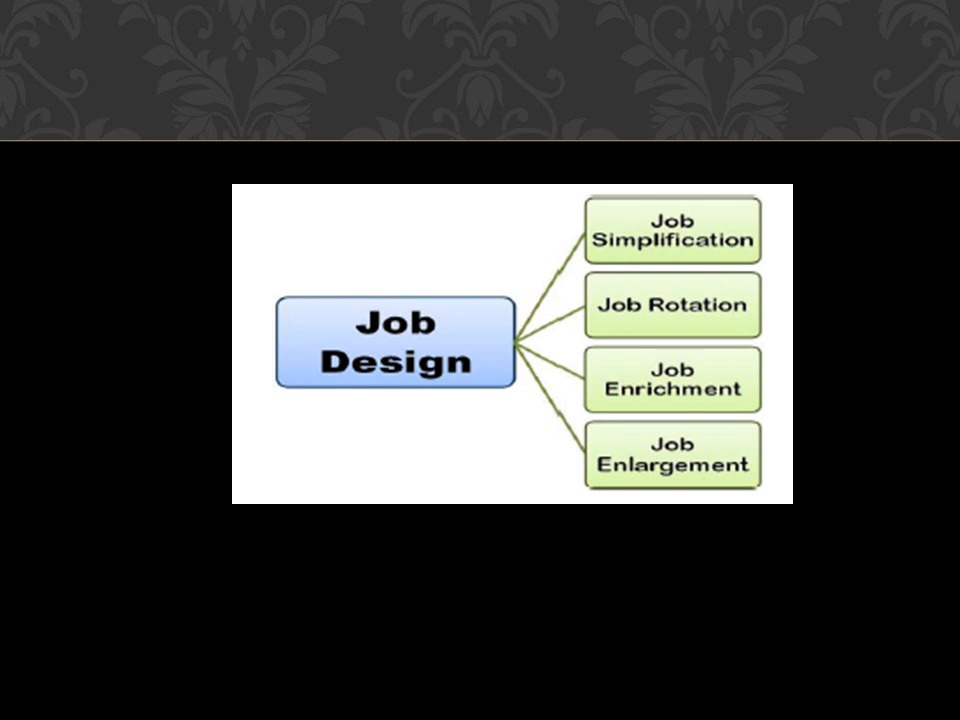 Job
Design
Job
Simplification
Job Rotation
Job
Enrichment
Job
Enlargement